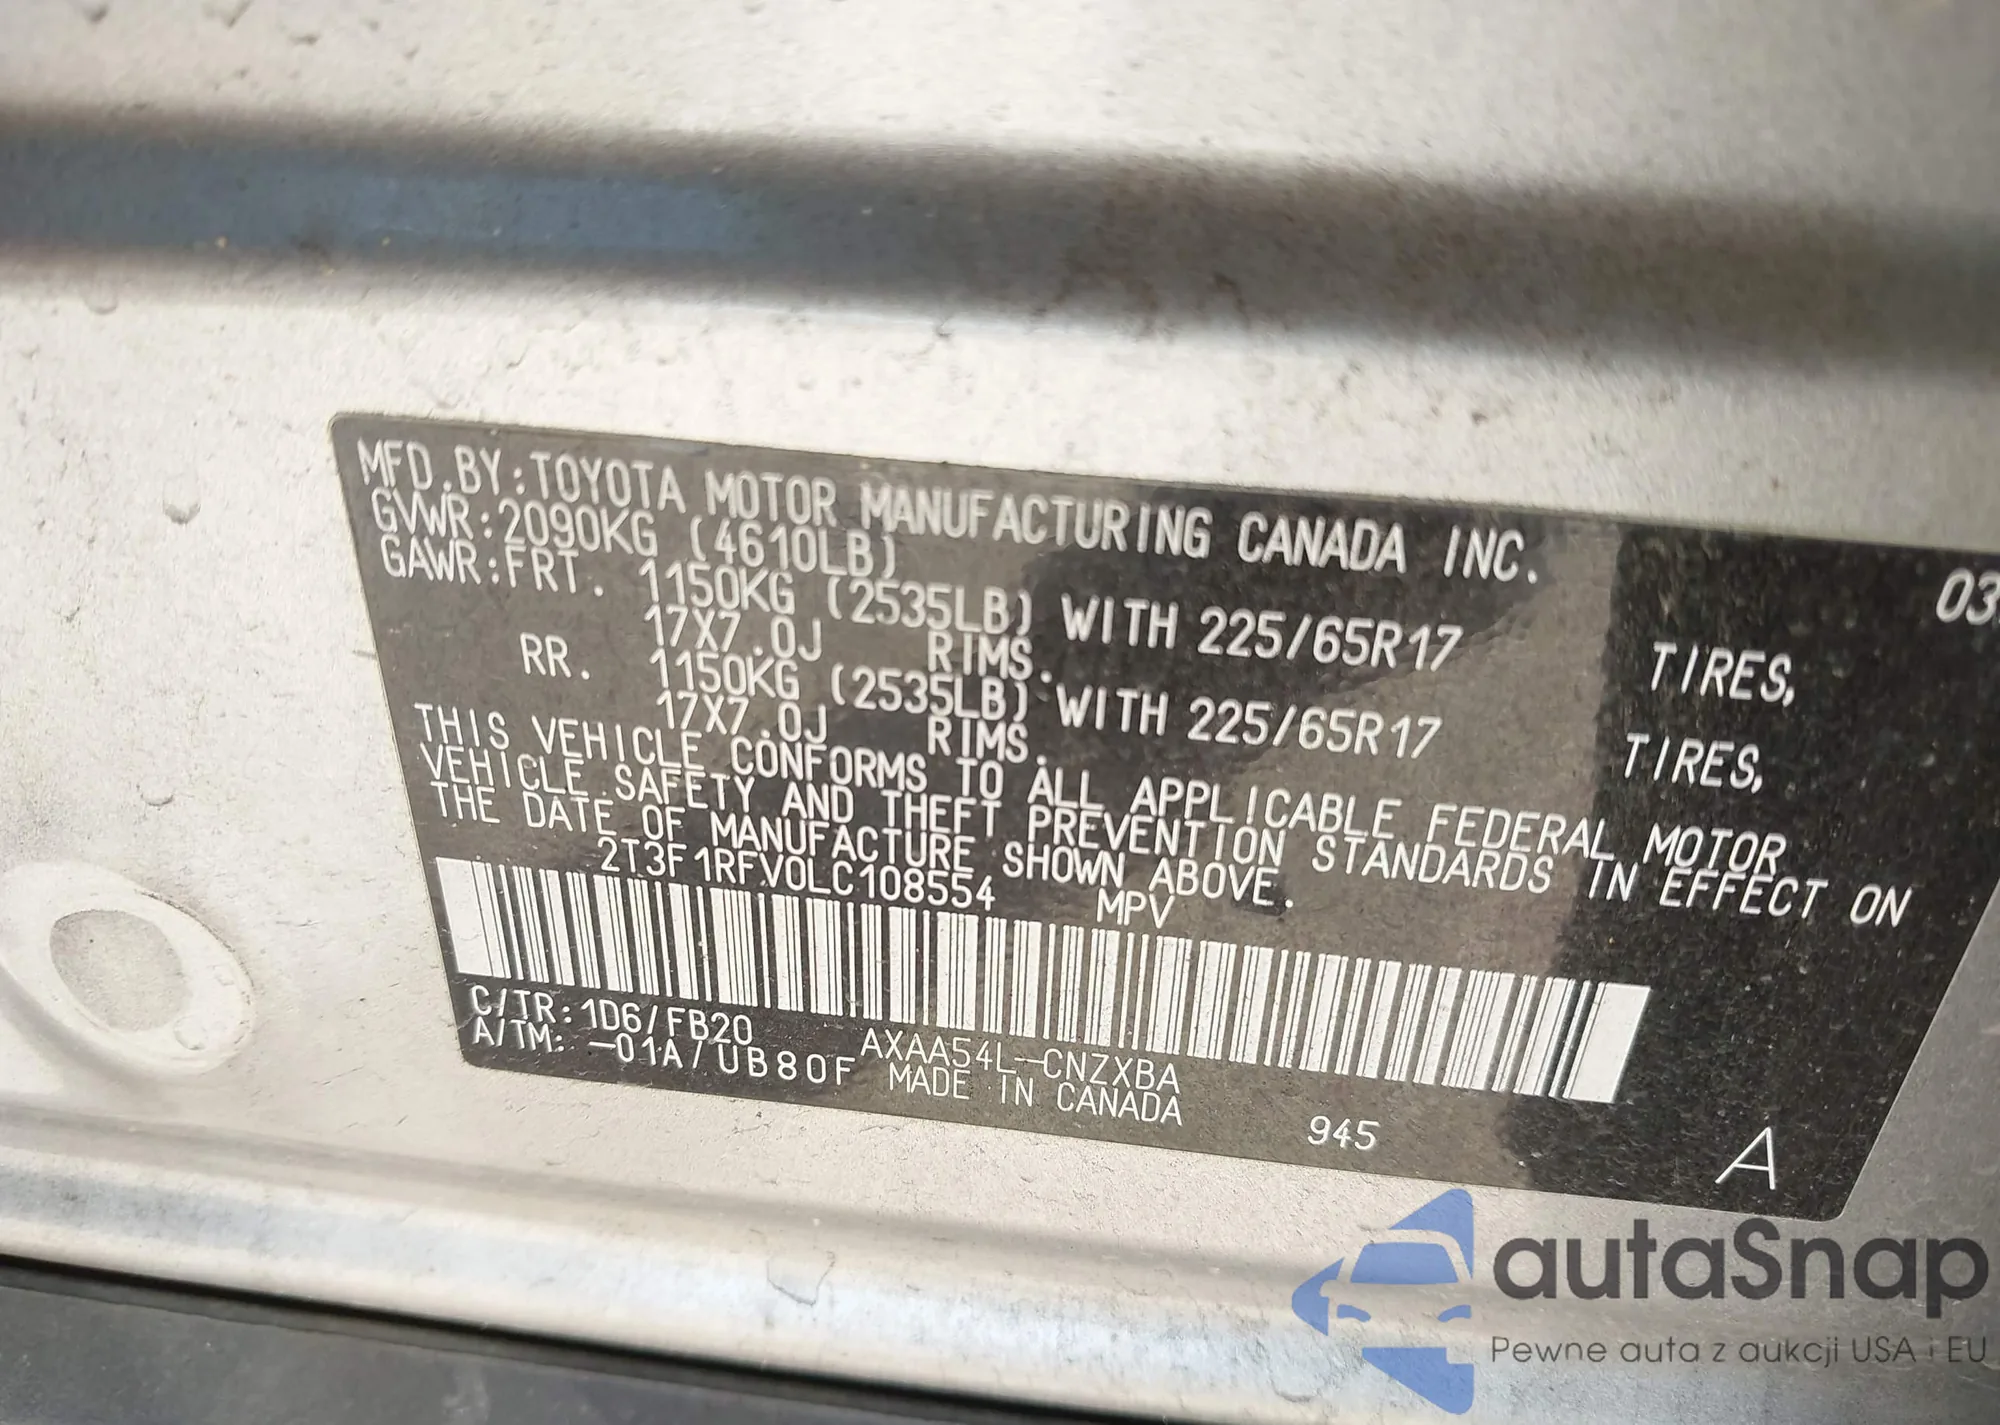 MFD.BY:TOYOTA MOTOR MANUFACTURING CANADA INC. 03
GVWR:2090KG (4610LB)
GAWR:FRT. 1150KG (2535LB) WITH 225/65R17 TIRES,
17X7.0J RIMS.
RR. 1150KG (2535LB) WITH 225/65R17 TIRES,
17X7.0J RIMS.
THIS VEHICLE CONFORMS TO ALL APPLICABLE FEDERAL MOTOR
VEHICLE SAFETY AND THEFT PREVENTION STANDARDS IN EFFECT ON
THE DATE OF MANUFACTURE SHOWN ABOVE.
2T3F1RFV0LC108554 MPV
C/TR:1D6/FB20 AXAA54L-CNZXBA
A/TM: -01A/UB80F MADE IN CANADA 945
A
autaSnap
Pewne auta z aukcji USA i EU